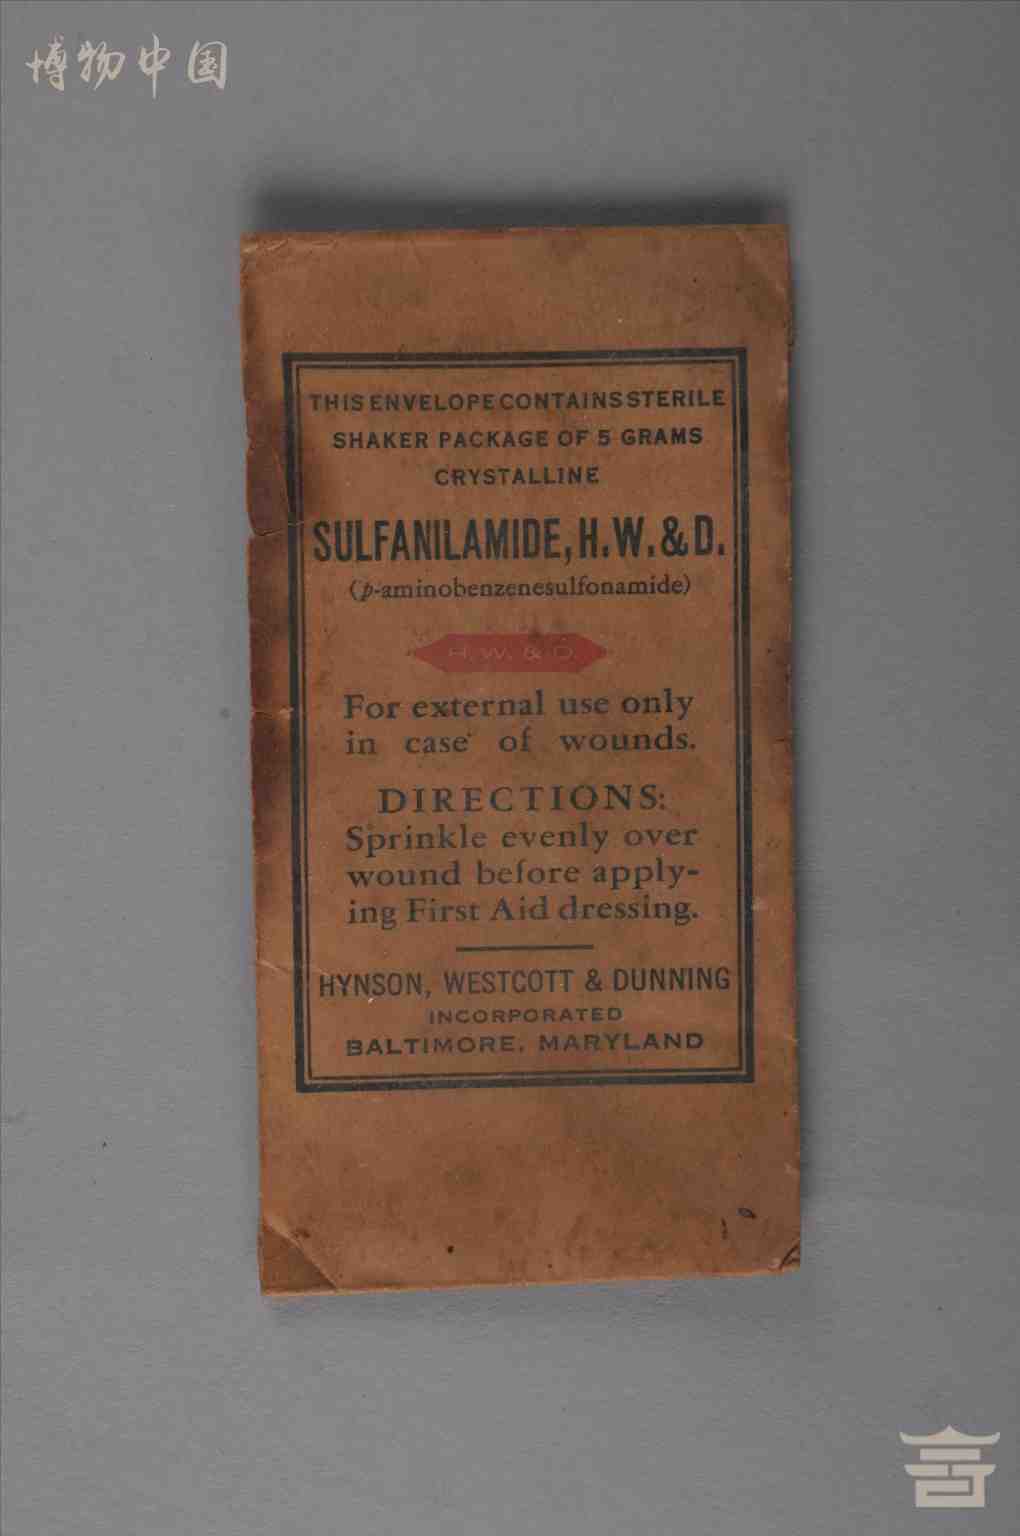 博物中国
THIS ENVELOPE CONTAINS STERILE
SHAKER PACKAGE OF 5 GRAMS
CRYSTALLINE
SULFANILAMIDE, H.W.&D.
(p-aminobenzenesulfonamide)
H.W. & D.
For external use only
in case of wounds.
DIRECTIONS:
Sprinkle evenly over
wound before apply-
ing First Aid dressing.
HYNSON, WESTCOTT & DUNNING
INCORPORATED
BALTIMORE, MARYLAND